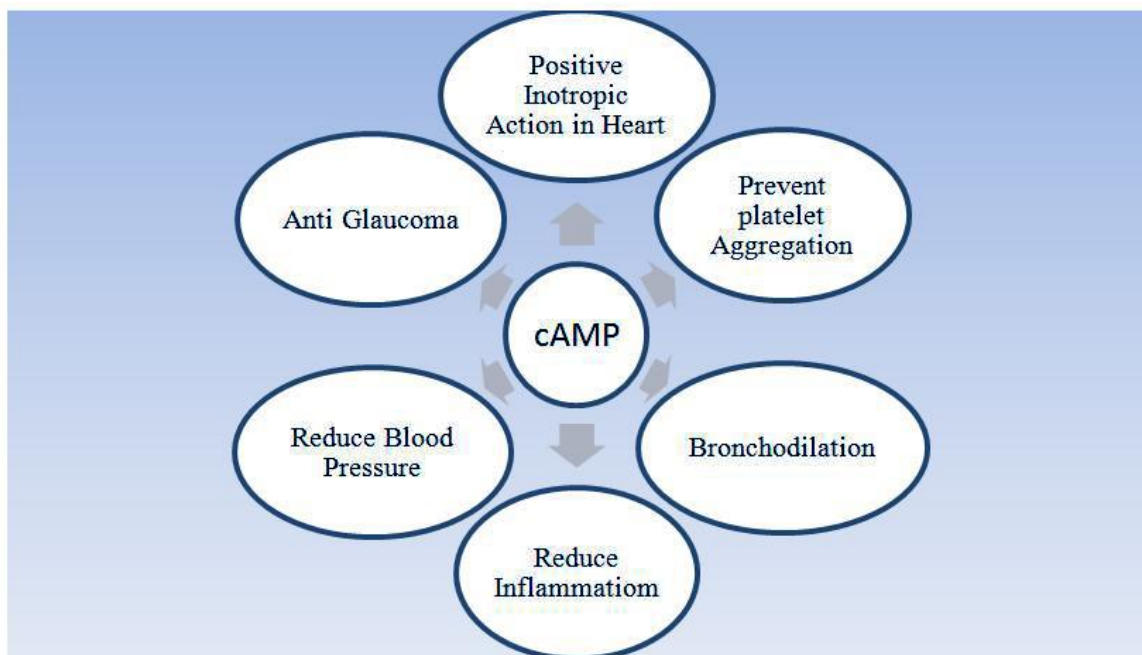 Positive
Inotropic
Action in Heart
Prevent
platelet
Aggregation
Bronchodilation
Reduce
Inflammatiom
Reduce Blood
Pressure
Anti Glaucoma
cAMP